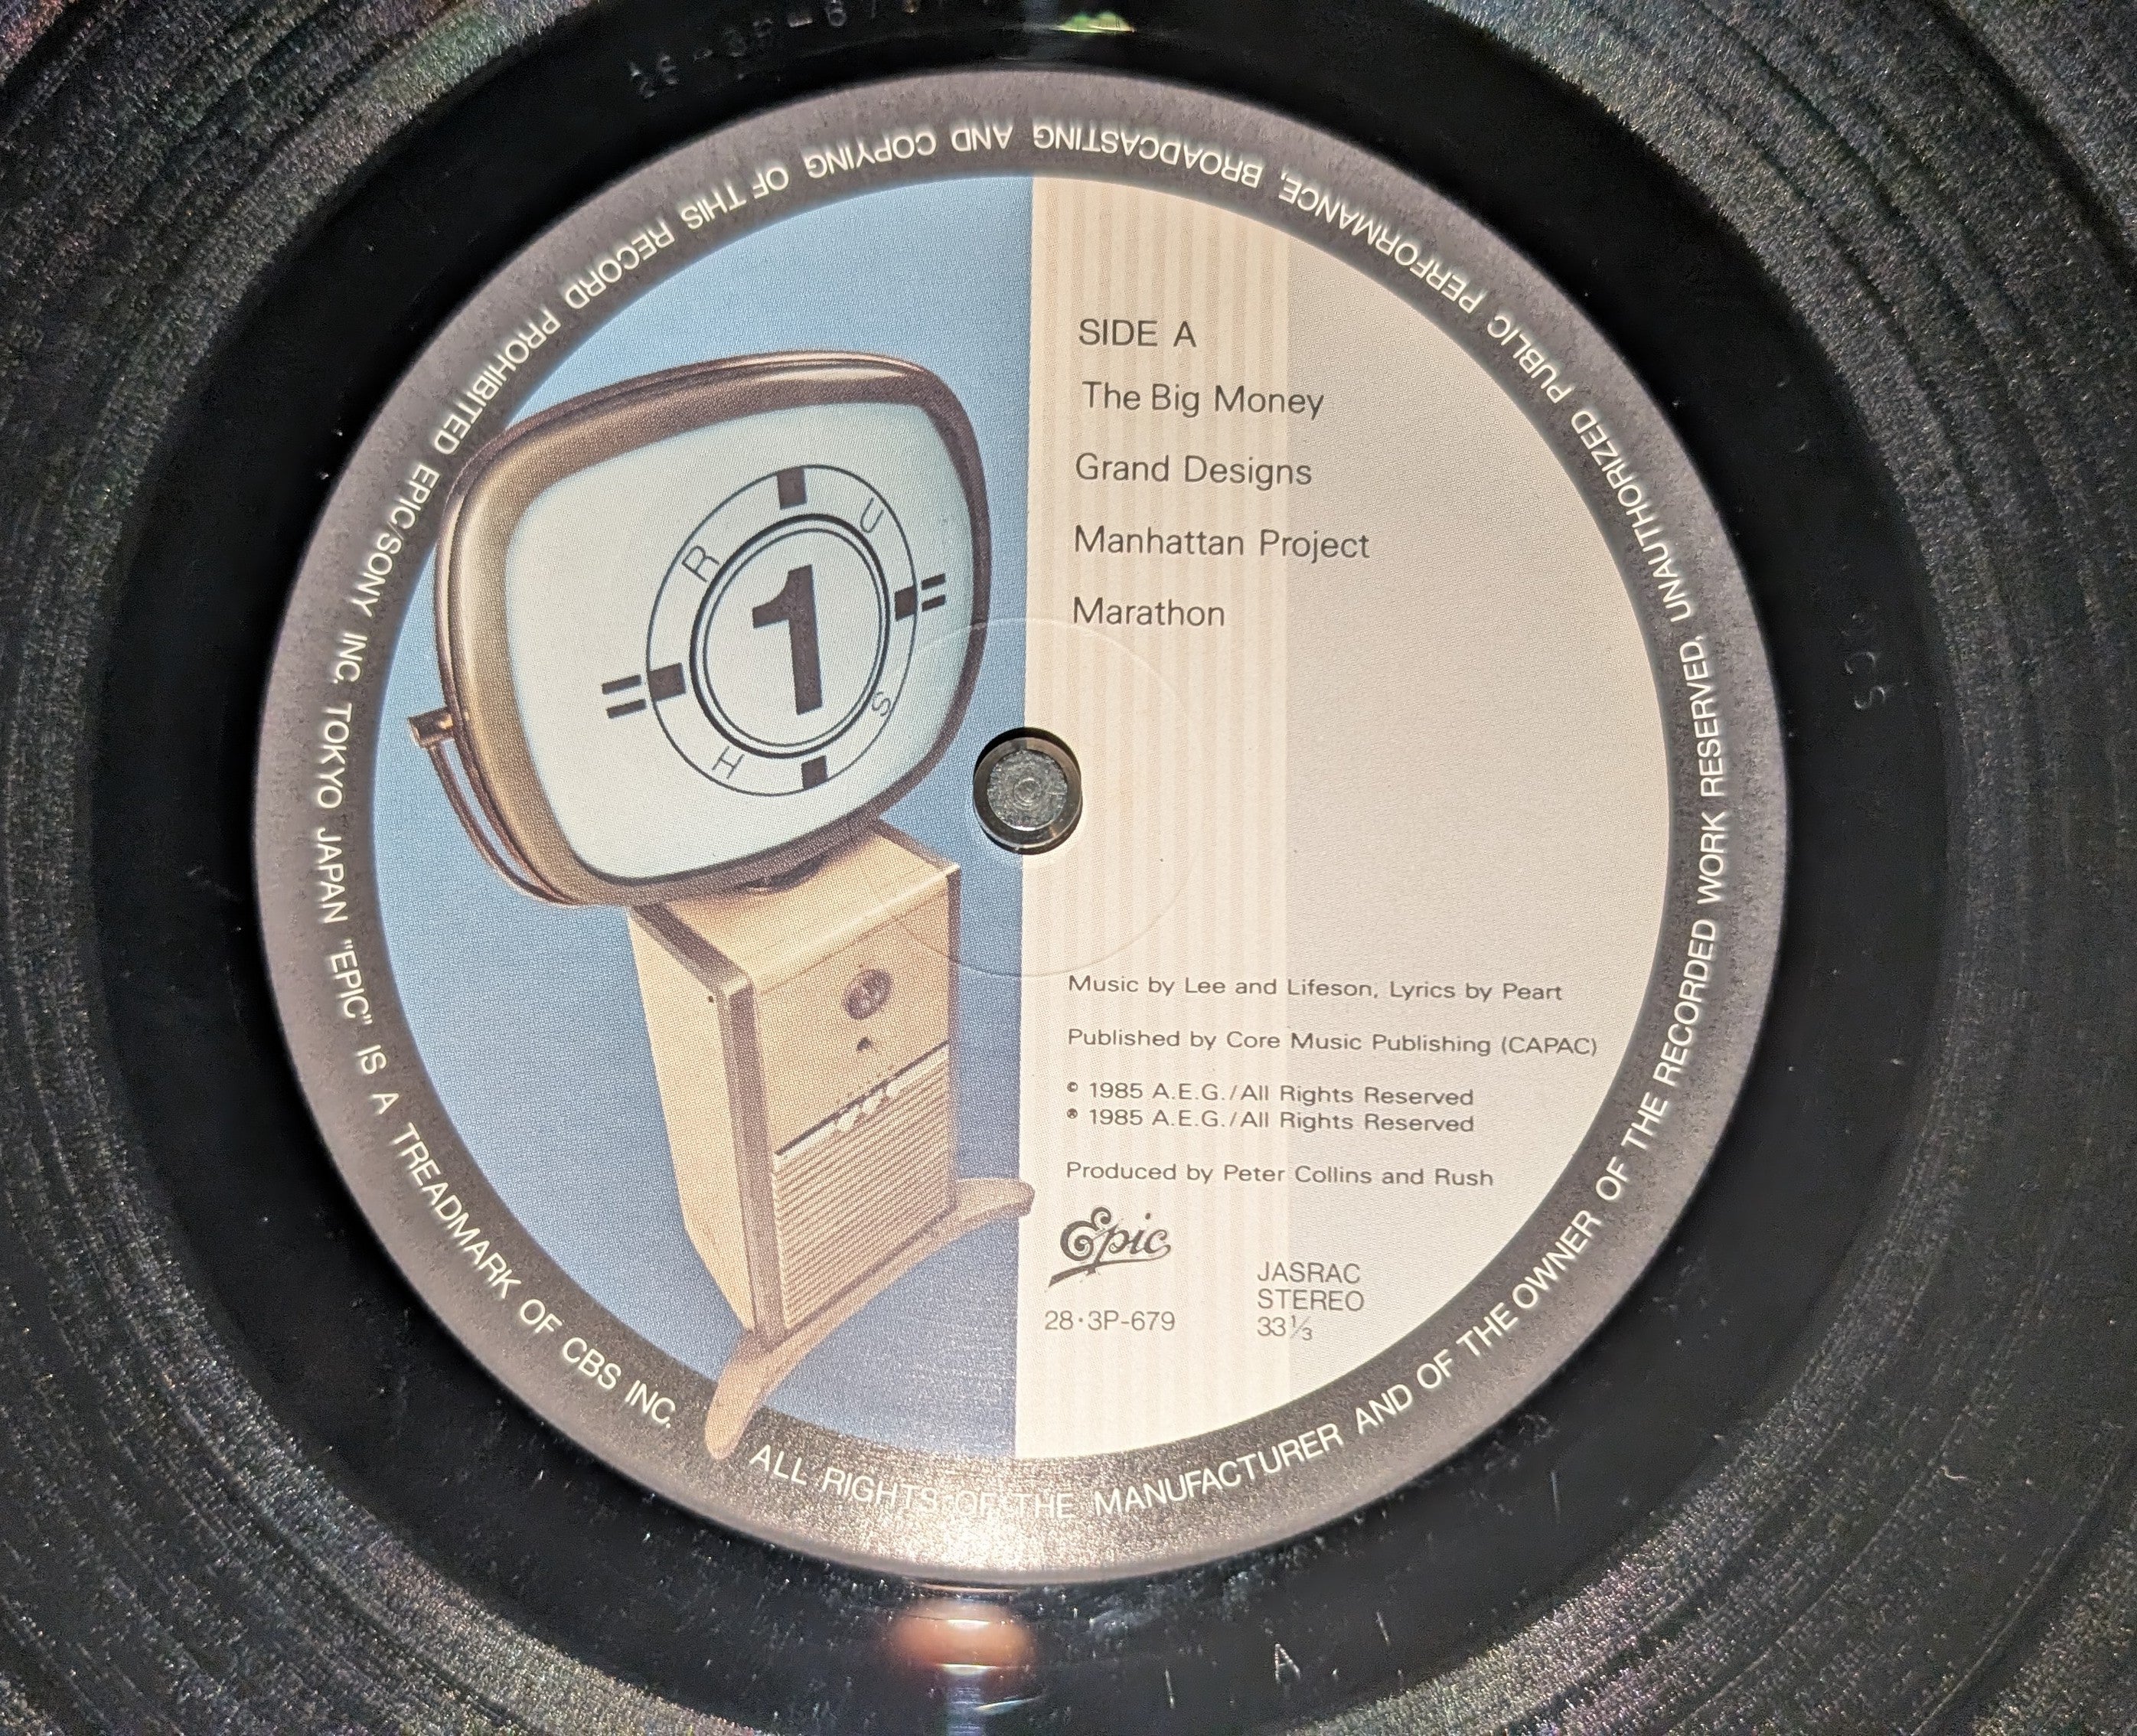 SIDE A
The Big Money
Grand Designs
Manhattan Project
Marathon
Music by Lee and Lifeson, Lyrics by Peart
Published by Core Music Publishing (CAPAC)
© 1985 A.E.G./All Rights Reserved
℗ 1985 A.E.G./All Rights Reserved
Produced by Peter Collins and Rush
Epic
28·3P-679
JASRAC
STEREO
33⅓
R U S H
1
ALL RIGHTS OF THE MANUFACTURER AND OF THE OWNER OF THE RECORDED WORK RESERVED. UNAUTHORIZED PUBLIC PERFORMANCE, BROADCASTING AND COPYING OF THIS RECORD PROHIBITED EPIC/SONY INC. TOKYO JAPAN "EPIC" IS A TREADMARK OF CBS INC.
A